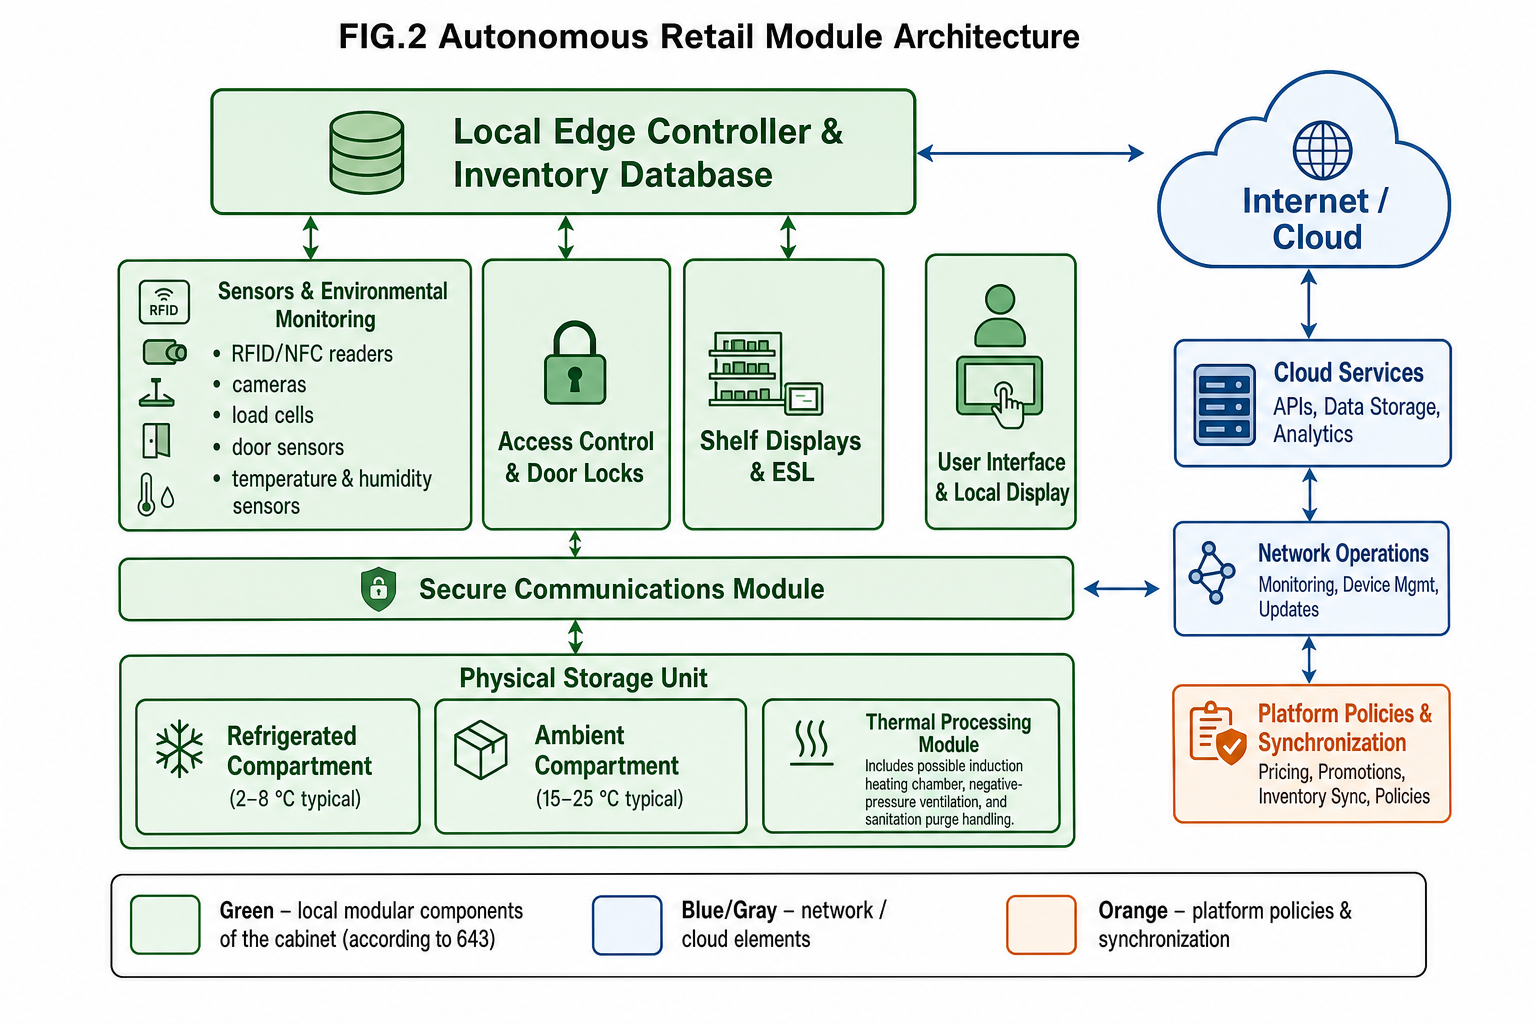 FIG.2 Autonomous Retail Module Architecture
Local Edge Controller &
Inventory Database
Internet /
Cloud
RFID
Sensors & Environmental
Monitoring
• RFID/NFC readers
• cameras
• load cells
• door sensors
• temperature & humidity
sensors
Access Control
& Door Locks
Shelf Displays
& ESL
User Interface
& Local Display
Cloud Services
APIs, Data Storage,
Analytics
Network Operations
Monitoring, Device Mgmt,
Updates
Secure Communications Module
Physical Storage Unit
Refrigerated
Compartment
(2–8 °C typical)
Ambient
Compartment
(15–25 °C typical)
Thermal Processing
Module
Includes possible induction
heating chamber, negative-
pressure ventilation, and
sanitation purge handling.
Platform Policies &
Synchronization
Pricing, Promotions,
Inventory Sync, Policies
Green – local modular components
of the cabinet (according to 643)
Blue/Gray – network /
cloud elements
Orange – platform policies &
synchronization